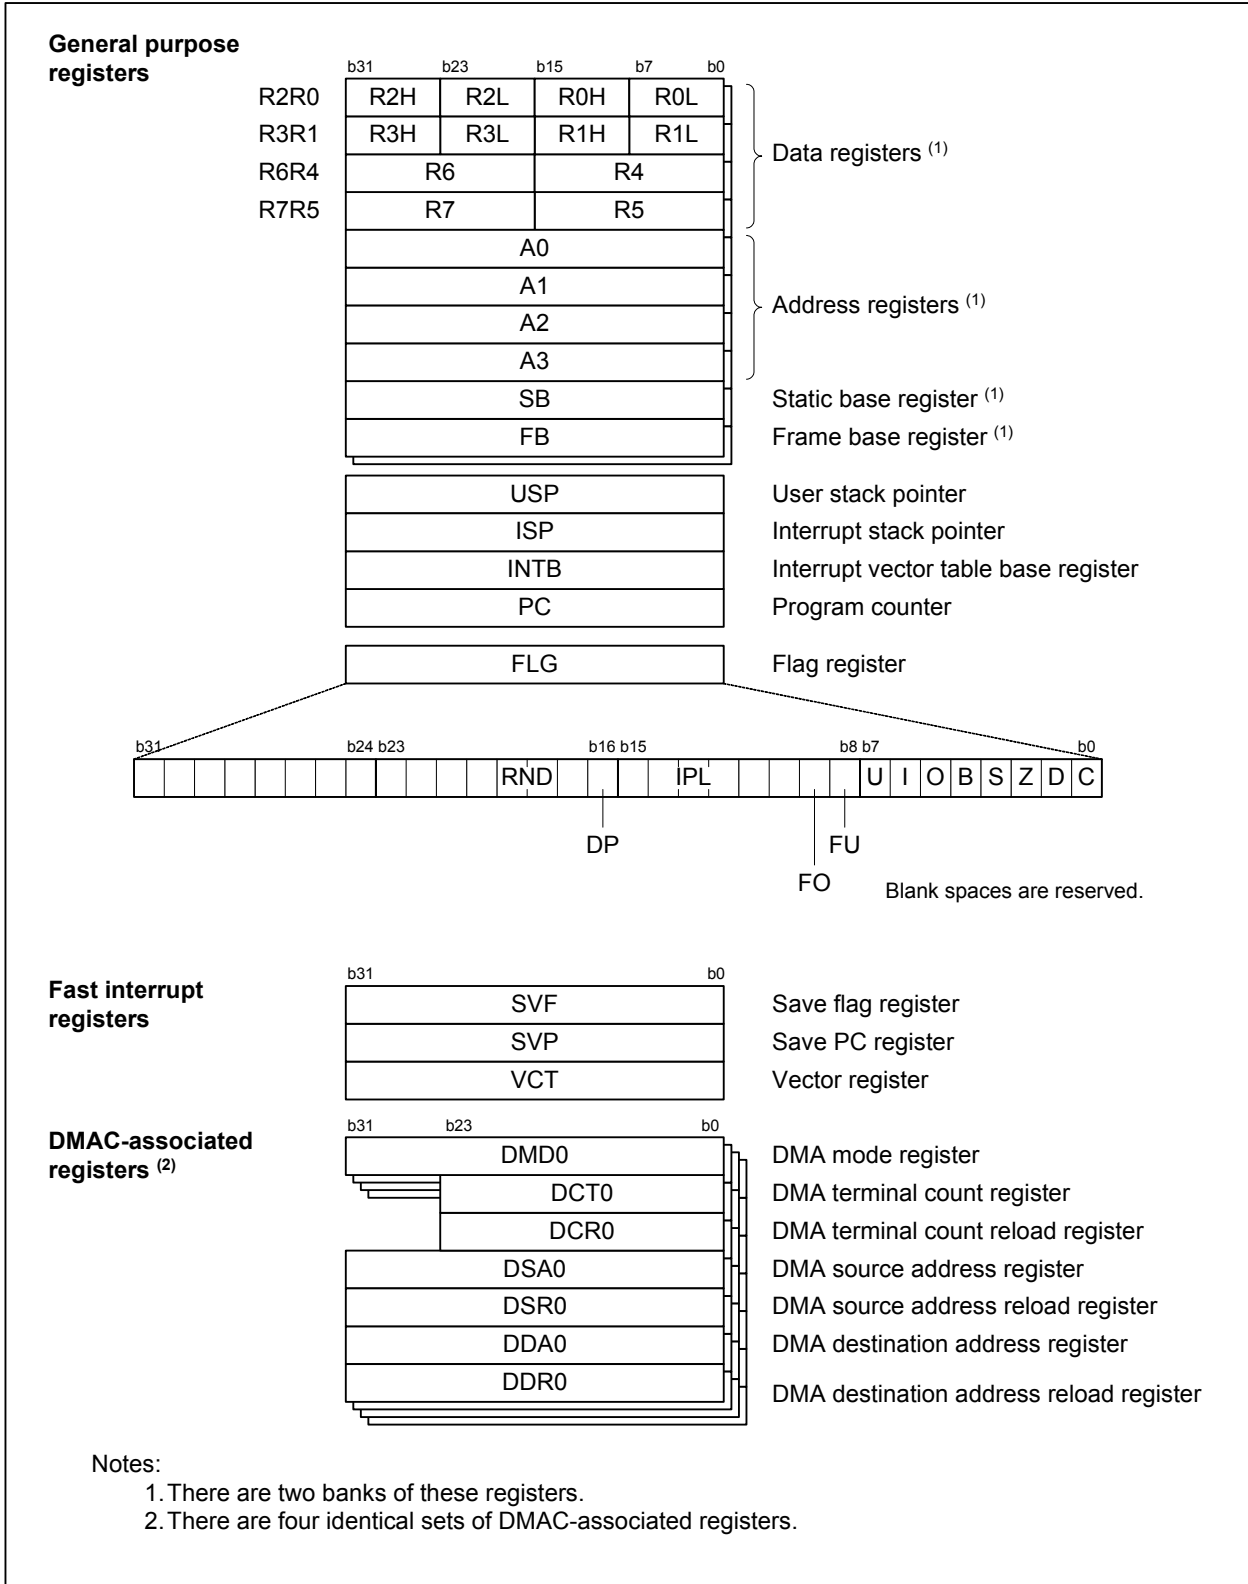 General purpose
registers
b31 b23 b15 b7 b0
R2R0 R2H R2L R0H R0L
R3R1 R3H R3L R1H R1L
Data registers (1)
R6R4 R6 R4
R7R5 R7 R5
A0
A1
Address registers (1)
A2
A3
SB Static base register (1)
FB Frame base register (1)
USP User stack pointer
ISP Interrupt stack pointer
INTB Interrupt vector table base register
PC Program counter
FLG Flag register
b31 b24 b23 b16 b15 b8 b7 b0
RND IPL U I O B S Z D C
DP FU
FO
Blank spaces are reserved.
Fast interrupt
registers
b31 b0
SVF Save flag register
SVP Save PC register
VCT Vector register
DMAC-associated
registers (2)
b31 b23 b0
DMD0 DMA mode register
DCT0 DMA terminal count register
DCR0 DMA terminal count reload register
DSA0 DMA source address register
DSR0 DMA source address reload register
DDA0 DMA destination address register
DDR0 DMA destination address reload register
Notes:
1. There are two banks of these registers.
2. There are four identical sets of DMAC-associated registers.